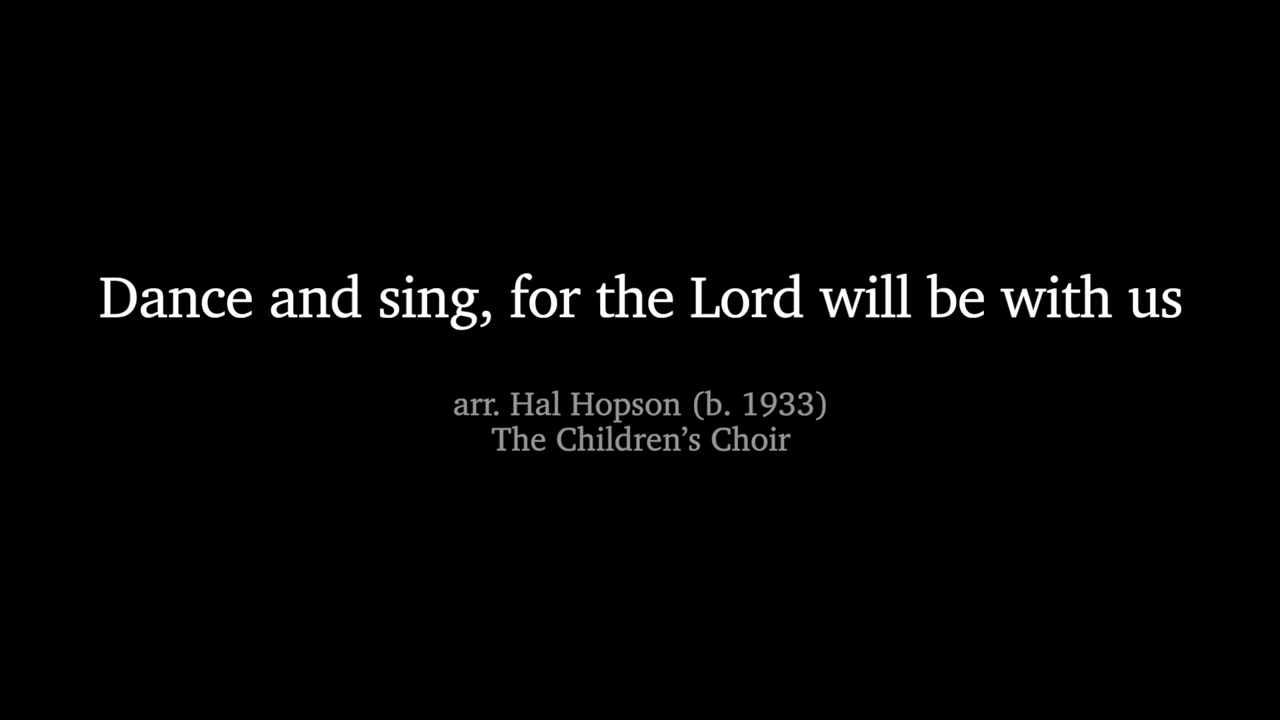 Dance and sing, for the Lord will be with us
arr. Hal Hopson (b. 1933)
The Children’s Choir